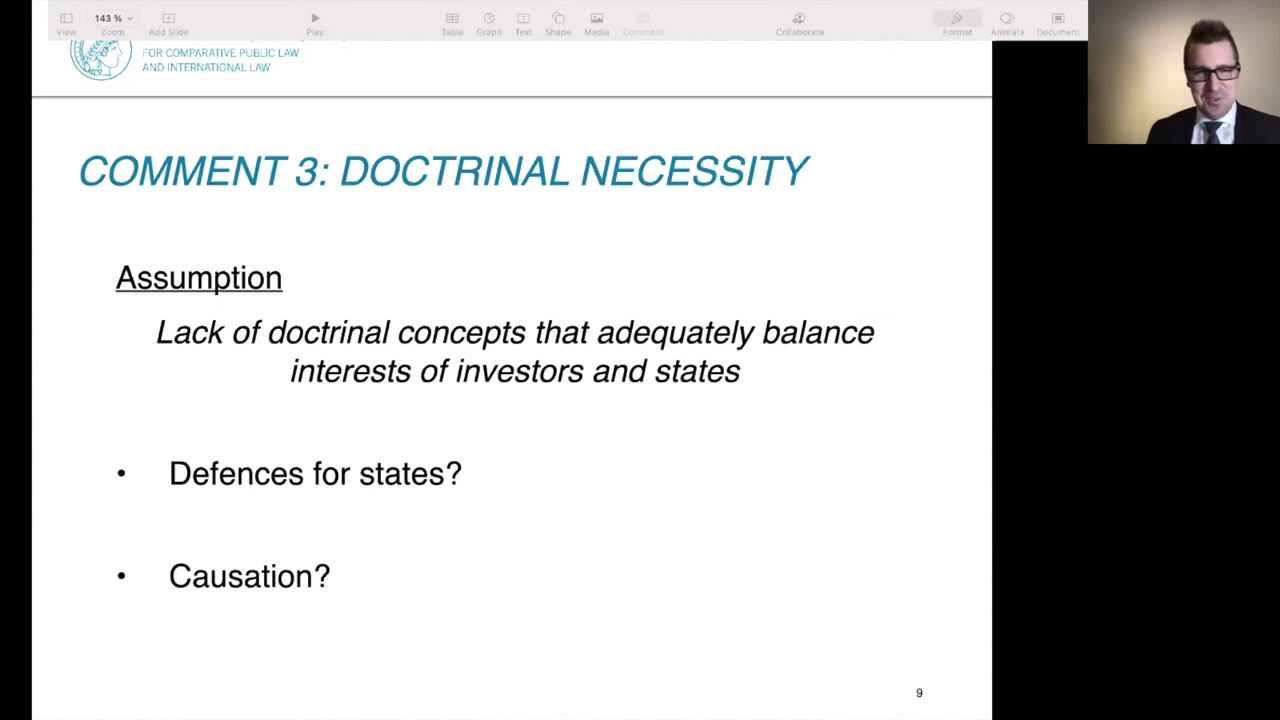 143 %
View
Zoom
Add Slide
Play
Table
Graph
Text
Shape
Media
Comment
Collaborate
Format
Animate
Document
FOR COMPARATIVE PUBLIC LAW
AND INTERNATIONAL LAW
COMMENT 3: DOCTRINAL NECESSITY
Assumption
Lack of doctrinal concepts that adequately balance
interests of investors and states
• Defences for states?
• Causation?
9